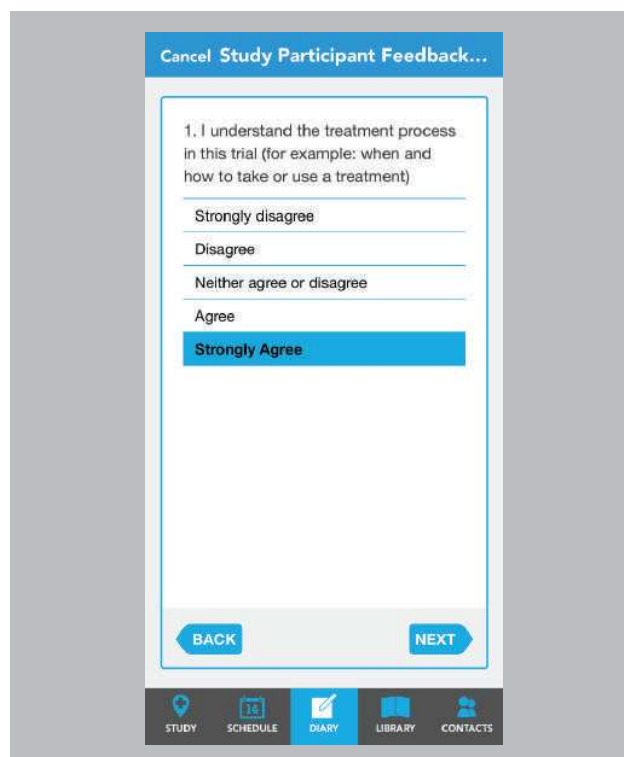 Cancel Study Participant Feedback...
1. I understand the treatment process
in this trial (for example: when and
how to take or use a treatment)
Strongly disagree
Disagree
Neither agree or disagree
Agree
Strongly Agree
BACK NEXT
14
STUDY SCHEDULE DIARY LIBRARY CONTACTS